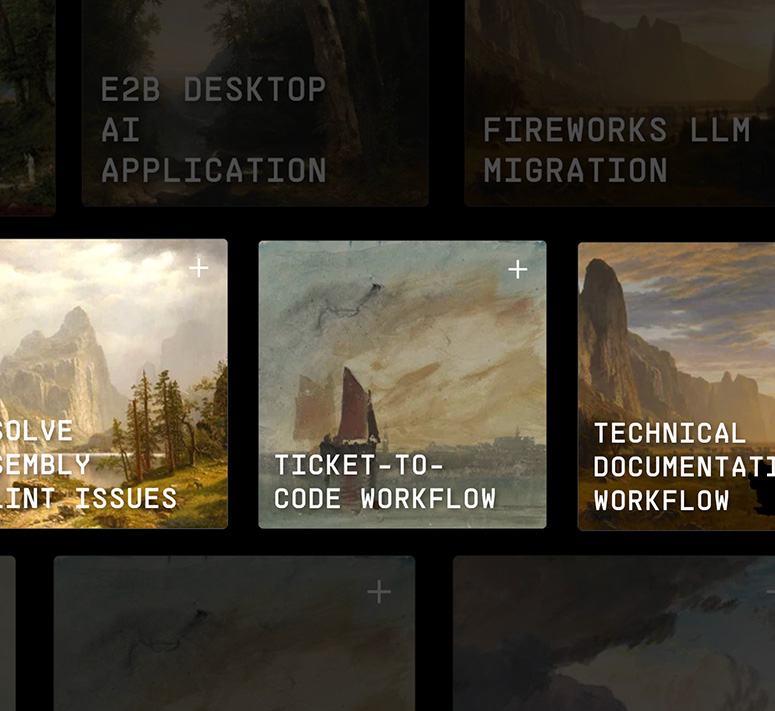 E2B DESKTOP
AI
APPLICATION
FIREWORKS LLM
MIGRATION
SOLVE
SEMBLY
LINT ISSUES
TICKET-TO-
CODE WORKFLOW
TECHNICAL
DOCUMENTATI
WORKFLOW